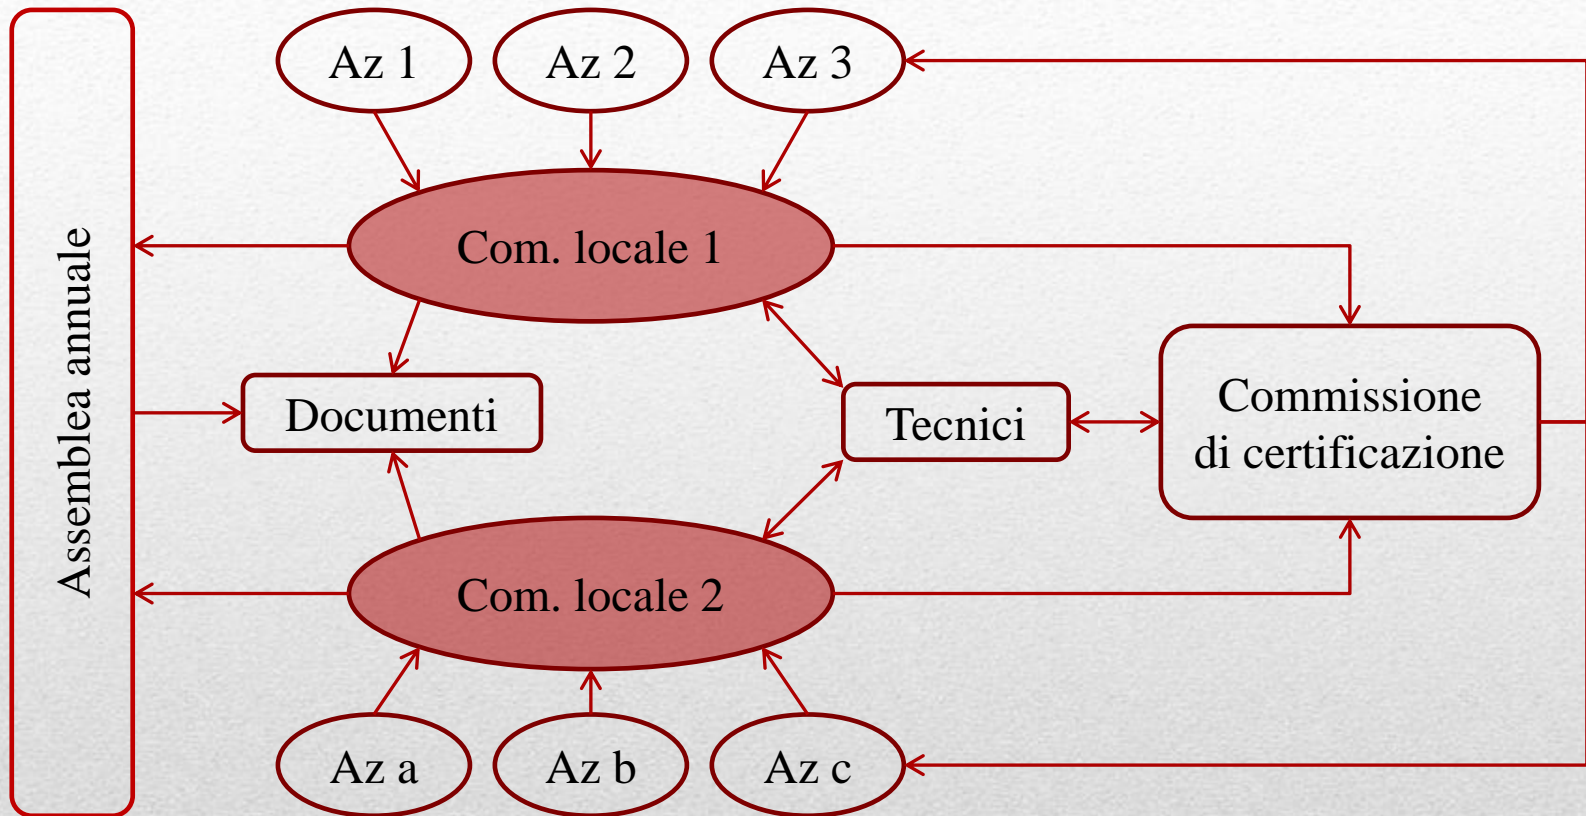 Az 1
Az 2
Az 3
Com. locale 1
Assemblea annuale
Documenti
Tecnici
Commissione
di certificazione
Com. locale 2
Az a
Az b
Az c